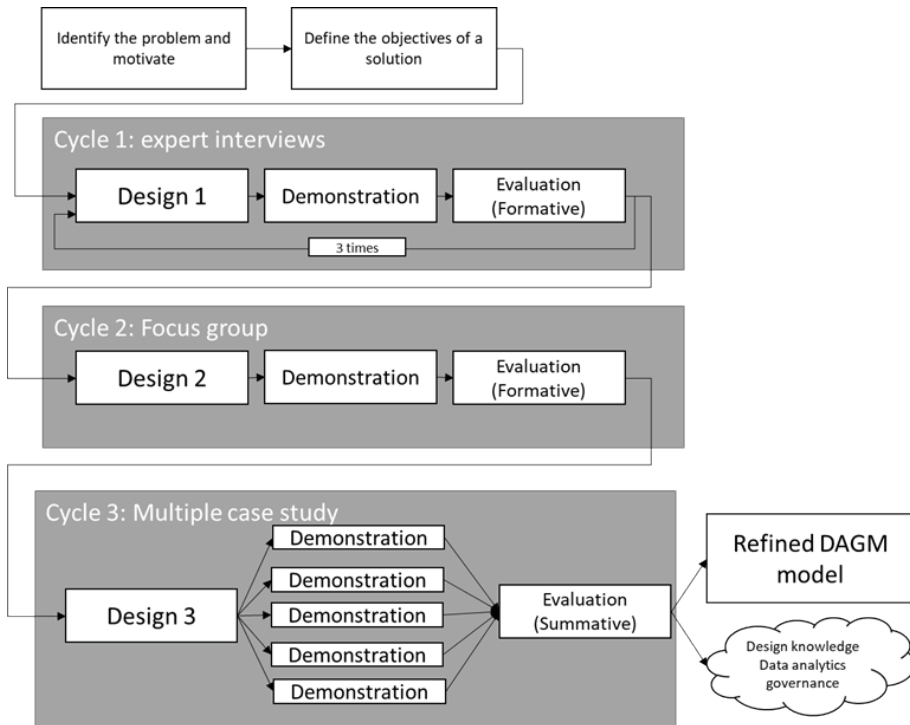 Identify the problem and
motivate
Define the objectives of a
solution
Cycle 1: expert interviews
Design 1
Demonstration
Evaluation
(Formative)
3 times
Cycle 2: Focus group
Design 2
Demonstration
Evaluation
(Formative)
Cycle 3: Multiple case study
Design 3
Demonstration
Demonstration
Demonstration
Demonstration
Demonstration
Evaluation
(Summative)
Refined DAGM
model
Design knowledge
Data analytics
governance